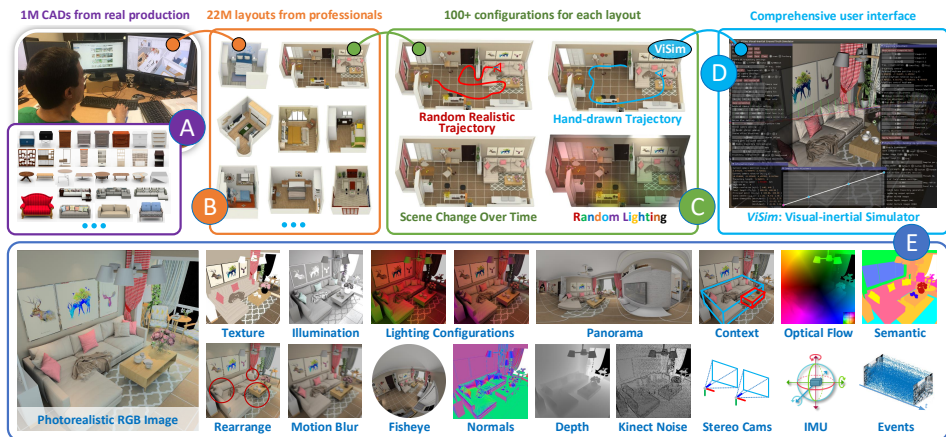 1M CADs from real production
22M layouts from professionals
100+ configurations for each layout
Comprehensive user interface
ViSim
A
B
C
D
Random Realistic
Trajectory
Hand-drawn Trajectory
Scene Change Over Time
Random Lighting
ViSim: Visual-inertial Simulator
E
Photorealistic RGB Image
Texture
Illumination
Lighting Configurations
Panorama
Context
Optical Flow
Semantic
Rearrange
Motion Blur
Fisheye
Normals
Depth
Kinect Noise
Stereo Cams
IMU
Events